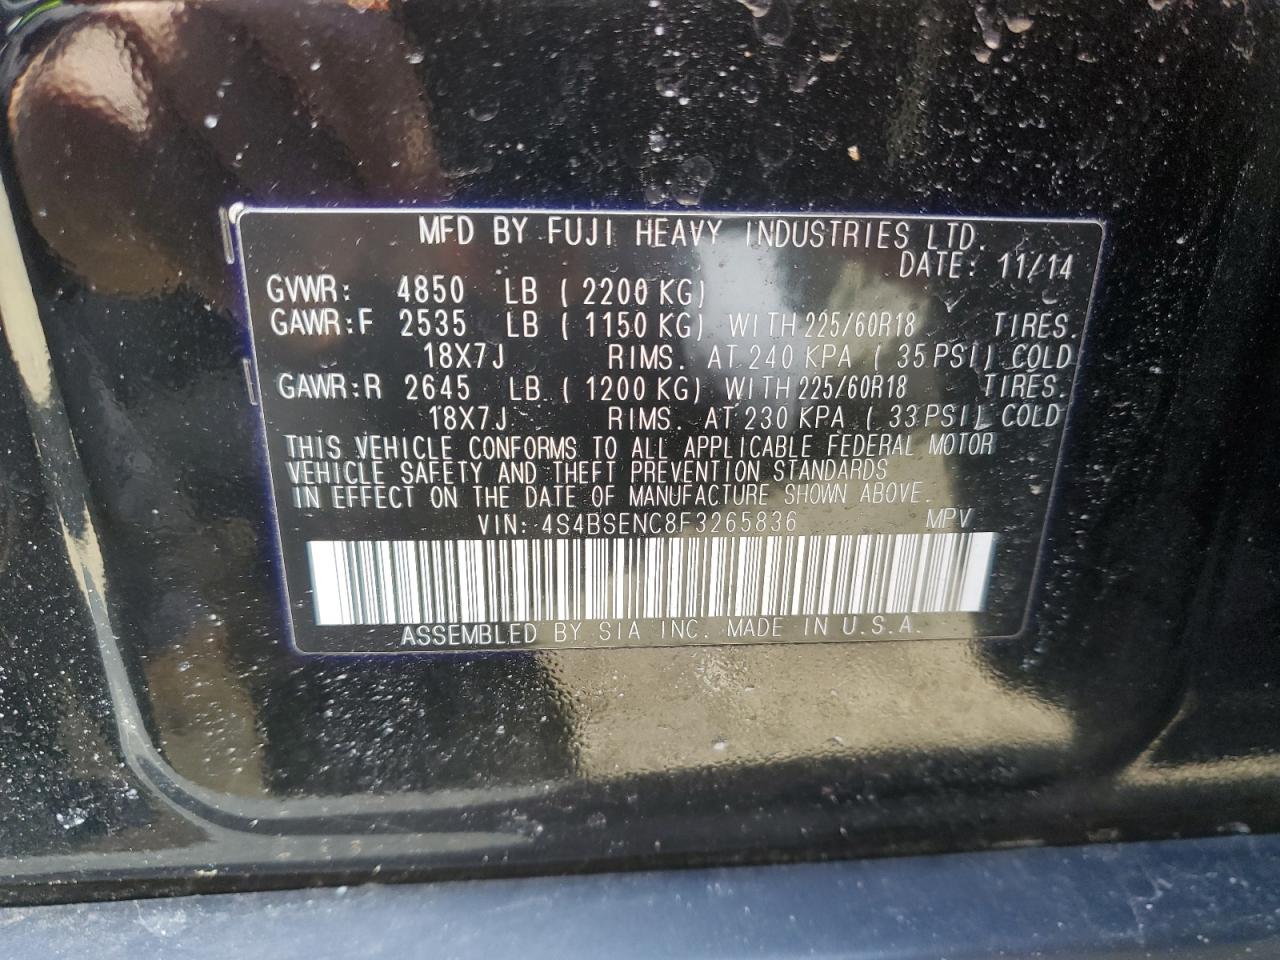 MFD BY FUJI HEAVY INDUSTRIES LTD.
DATE: 11/14
GVWR: 4850 LB ( 2200 KG)
GAWR:F 2535 LB ( 1150 KG) WITH 225/60R18 TIRES.
18X7J RIMS. AT 240 KPA ( 35 PSI) COLD
GAWR:R 2645 LB ( 1200 KG) WITH 225/60R18 TIRES.
18X7J RIMS. AT 230 KPA ( 33 PSI) COLD
THIS VEHICLE CONFORMS TO ALL APPLICABLE FEDERAL MOTOR
VEHICLE SAFETY AND THEFT PREVENTION STANDARDS
IN EFFECT ON THE DATE OF MANUFACTURE SHOWN ABOVE.
VIN: 4S4BSENC8F3265836 MPV
ASSEMBLED BY SIA INC. MADE IN U.S.A.